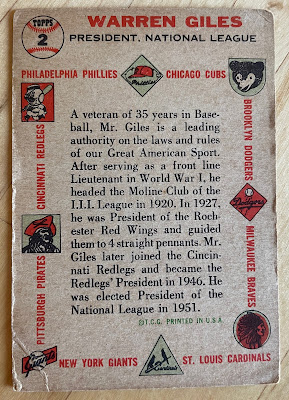 TOPPS
2
WARREN GILES
PRESIDENT, NATIONAL LEAGUE
PHILADELPHIA PHILLIES
Phillies
CHICAGO CUBS
CINCINNATI REDLEGS
BROOKLYN DODGERS
A veteran of 35 years in Base-
ball, Mr. Giles is a leading
authority on the laws and rules
of our Great American Sport.
After serving as a front line
Lieutenant in World War I, he
headed the Moline Club of the
I.I.I. League in 1920. In 1927,
he was President of the Roch-
ester Red Wings and guided
them to 4 straight pennants. Mr.
Giles later joined the Cincin-
nati Redlegs and became the
Redlegs' President in 1946. He
was elected President of the
National League in 1951.
©T.C.G. PRINTED IN U.S.A.
Dodgers
PITTSBURGH PIRATES
MILWAUKEE BRAVES
Giants
NEW YORK GIANTS
Cardinals
ST. LOUIS CARDINALS